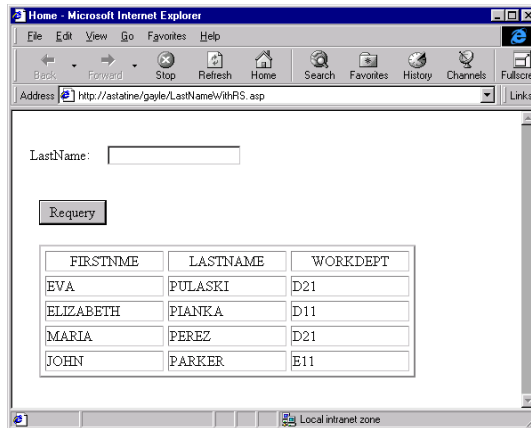 Home - Microsoft Internet Explorer
File Edit View Go Favorites Help
Back Forward Stop Refresh Home Search Favorites History Channels Fullscre
Address http://astatine/gayle/LastNameWithRS.asp Links
LastName:
Requery
FIRSTNME LASTNAME WORKDEPT
EVA PULASKI D21
ELIZABETH PIANKA D11
MARIA PEREZ D21
JOHN PARKER E11
Local intranet zone